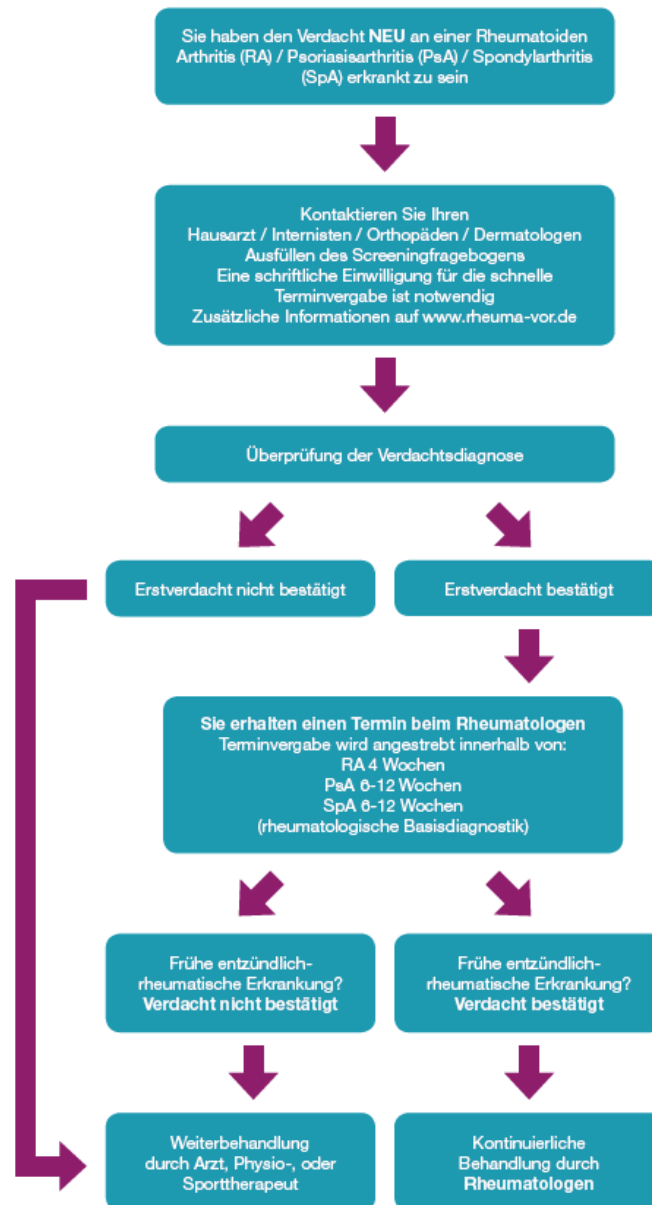 Sie haben den Verdacht NEU an einer Rheumatoiden
Arthritis (RA) / Psoriasisarthritis (PsA) / Spondylarthritis
(SpA) erkrankt zu sein
Kontaktieren Sie Ihren
Hausarzt / Internisten / Orthopäden / Dermatologen
Ausfüllen des Screeningfragebogens
Eine schriftliche Einwilligung für die schnelle
Terminvergabe ist notwendig
Zusätzliche Informationen auf www.rheuma-vor.de
Überprüfung der Verdachtsdiagnose
Erstverdacht nicht bestätigt
Erstverdacht bestätigt
Sie erhalten einen Termin beim Rheumatologen
Terminvergabe wird angestrebt innerhalb von:
RA 4 Wochen
PsA 6-12 Wochen
SpA 6-12 Wochen
(rheumatologische Basisdiagnostik)
Frühe entzündlich-
rheumatische Erkrankung?
Verdacht nicht bestätigt
Frühe entzündlich-
rheumatische Erkrankung?
Verdacht bestätigt
Weiterbehandlung
durch Arzt, Physio-, oder
Sporttherapeut
Kontinuierliche
Behandlung durch
Rheumatologen